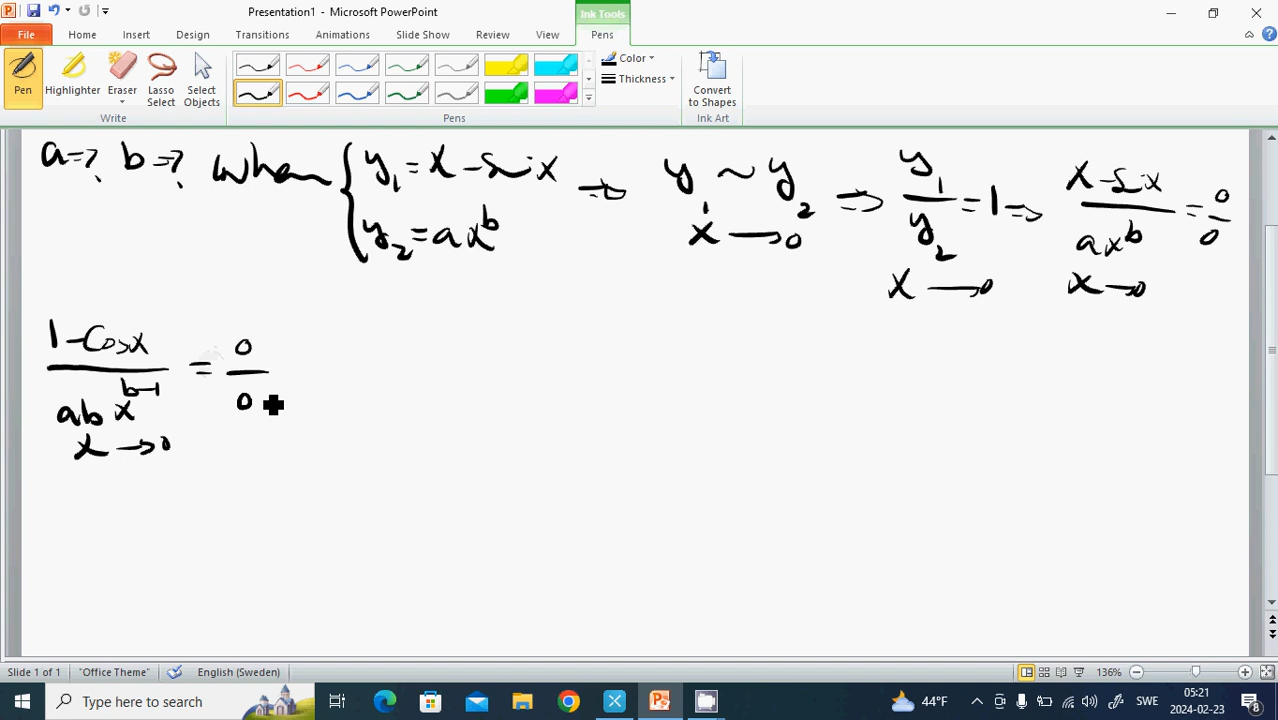 Presentation1 - Microsoft PowerPoint
Ink Tools
File Home Insert Design Transitions Animations Slide Show Review View Pens
Pen Highlighter Eraser Lasso Select Select Objects
Color
Thickness
Convert to Shapes
Write Pens Ink Art
a=? b=? when { y₁ = x - sin x ⇒ y₁ ~ y₂ ⇒ y₁ / y₂ = 1 ⇒ x - sin x / a x^b = 0/0
y₂ = a x^b x → 0 x → 0 x → 0
1 - Cos x / a b x^(b-1) = 0/0
x → 0
Slide 1 of 1 "Office Theme" English (Sweden) 136%
Type here to search 44°F SWE 05:21
2024-02-23 8